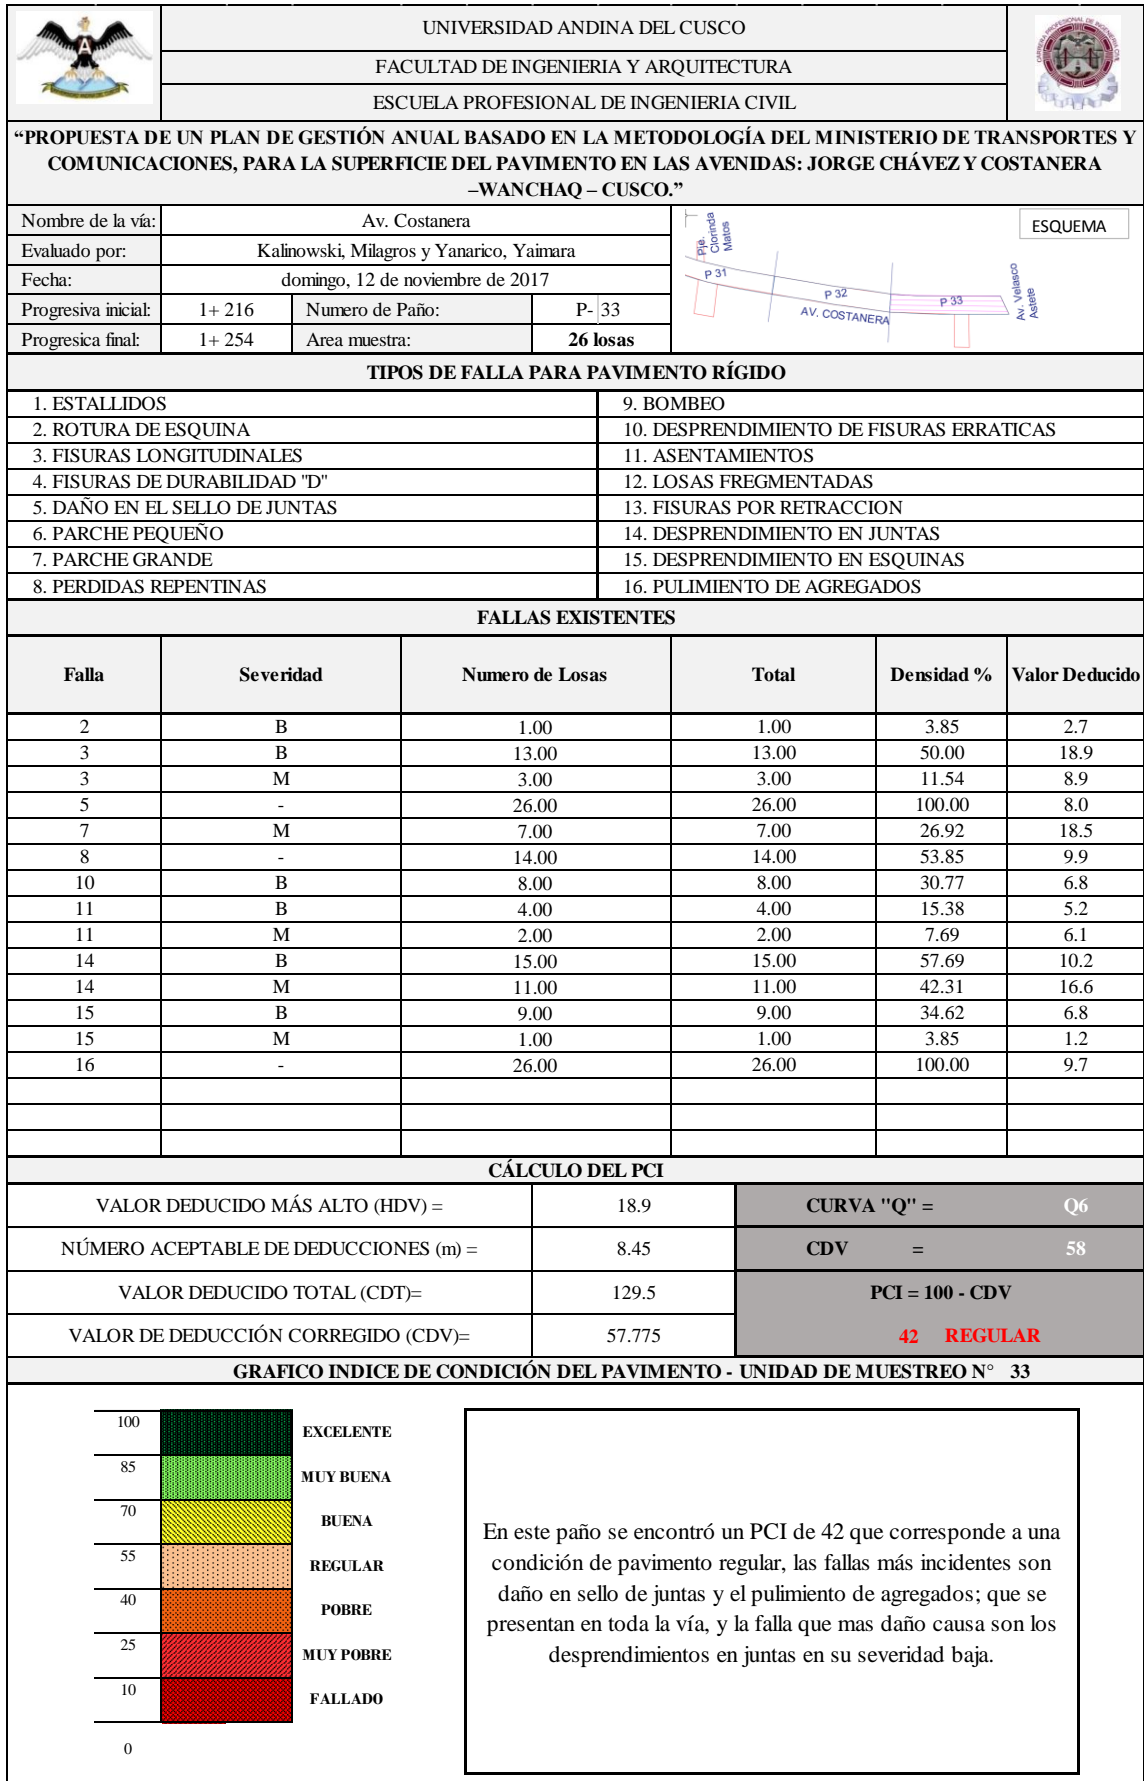 UNIVERSIDAD ANDINA DEL CUSCO
FACULTAD DE INGENIERIA Y ARQUITECTURA
ESCUELA PROFESIONAL DE INGENIERIA CIVIL
“PROPUESTA DE UN PLAN DE GESTIÓN ANUAL BASADO EN LA METODOLOGÍA DEL MINISTERIO DE TRANSPORTES Y
COMUNICACIONES, PARA LA SUPERFICIE DEL PAVIMENTO EN LAS AVENIDAS: JORGE CHÁVEZ Y COSTANERA
–WANCHAQ – CUSCO.”
Nombre de la vía: Av. Costanera
Evaluado por: Kalinowski, Milagros y Yanarico, Yaimara
Fecha: domingo, 12 de noviembre de 2017
Progresiva inicial: 1+ 216 Numero de Paño: P- 33
Progresica final: 1+ 254 Area muestra: 26 losas
ESQUEMA
Pje.
Clorinda
Matos
P 31
P 32
P 33
AV. COSTANERA
Av. Velasco
Astete
TIPOS DE FALLA PARA PAVIMENTO RÍGIDO
1. ESTALLIDOS 9. BOMBEO
2. ROTURA DE ESQUINA 10. DESPRENDIMIENTO DE FISURAS ERRATICAS
3. FISURAS LONGITUDINALES 11. ASENTAMIENTOS
4. FISURAS DE DURABILIDAD "D" 12. LOSAS FREGMENTADAS
5. DAÑO EN EL SELLO DE JUNTAS 13. FISURAS POR RETRACCION
6. PARCHE PEQUEÑO 14. DESPRENDIMIENTO EN JUNTAS
7. PARCHE GRANDE 15. DESPRENDIMIENTO EN ESQUINAS
8. PERDIDAS REPENTINAS 16. PULIMIENTO DE AGREGADOS
FALLAS EXISTENTES
Falla Severidad Numero de Losas Total Densidad % Valor Deducido
2 B 1.00 1.00 3.85 2.7
3 B 13.00 13.00 50.00 18.9
3 M 3.00 3.00 11.54 8.9
5 - 26.00 26.00 100.00 8.0
7 M 7.00 7.00 26.92 18.5
8 - 14.00 14.00 53.85 9.9
10 B 8.00 8.00 30.77 6.8
11 B 4.00 4.00 15.38 5.2
11 M 2.00 2.00 7.69 6.1
14 B 15.00 15.00 57.69 10.2
14 M 11.00 11.00 42.31 16.6
15 B 9.00 9.00 34.62 6.8
15 M 1.00 1.00 3.85 1.2
16 - 26.00 26.00 100.00 9.7
CÁLCULO DEL PCI
VALOR DEDUCIDO MÁS ALTO (HDV) = 18.9 CURVA "Q" = Q6
NÚMERO ACEPTABLE DE DEDUCCIONES (m) = 8.45 CDV = 58
VALOR DEDUCIDO TOTAL (CDT)= 129.5 PCI = 100 - CDV
VALOR DE DEDUCCIÓN CORREGIDO (CDV)= 57.775 42 REGULAR
GRAFICO INDICE DE CONDICIÓN DEL PAVIMENTO - UNIDAD DE MUESTREO N° 33
100 EXCELENTE
85 MUY BUENA
70 BUENA
55 REGULAR
40 POBRE
25 MUY POBRE
10 FALLADO
0
En este paño se encontró un PCI de 42 que corresponde a una
condición de pavimento regular, las fallas más incidentes son
daño en sello de juntas y el pulimiento de agregados; que se
presentan en toda la vía, y la falla que mas daño causa son los
desprendimientos en juntas en su severidad baja.